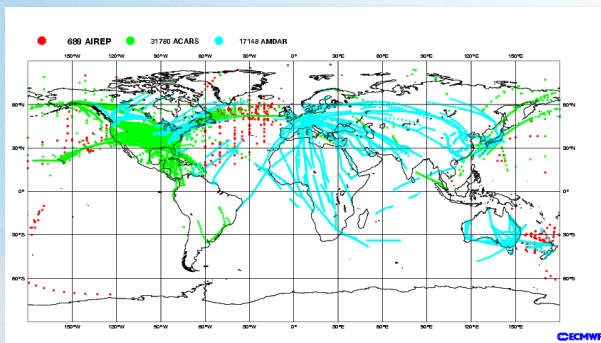 689 AIREP 31780 ACARS 17148 AMDAR
150°W 120°W 90°W 60°W 30°W 0°E 30°E 60°E 90°E 120°E 150°E
60°N 60°N
30°N 30°N
0°N 0°N
30°S 30°S
60°S 60°S
150°W 120°W 90°W 60°W 30°W 0°E 30°E 60°E 90°E 120°E 150°E
ECMWF